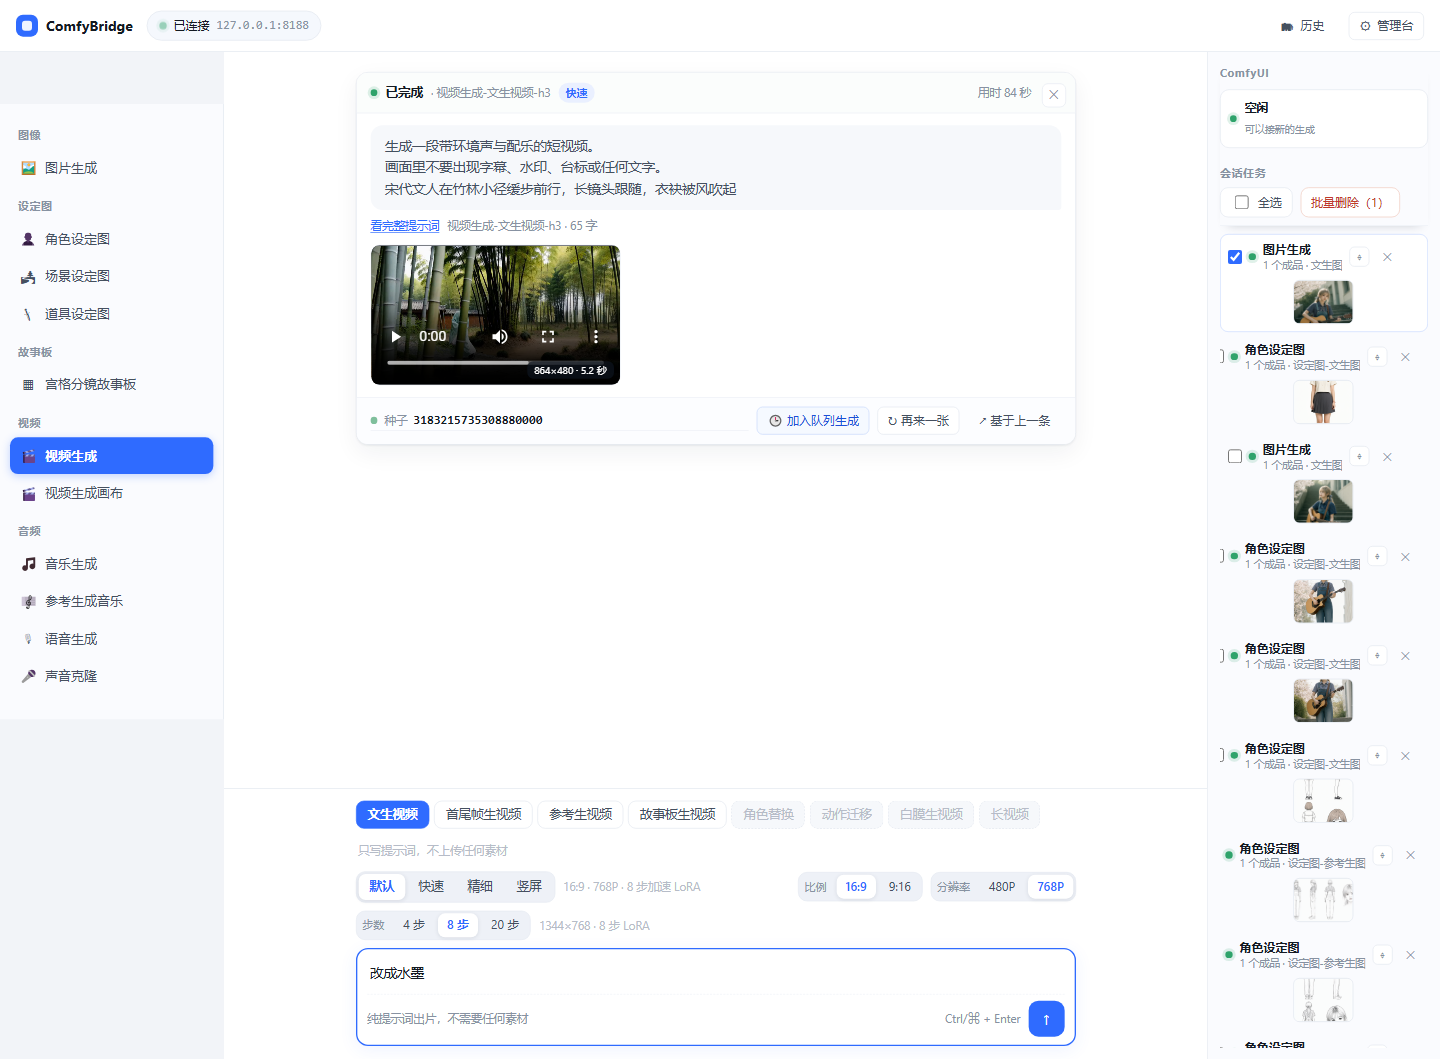 ComfyBridge
已连接 127.0.0.1:8188
历史
管理台
图像
图片生成
设定图
角色设定图
场景设定图
道具设定图
故事板
宫格分镜故事板
视频
视频生成
视频生成画布
音频
音乐生成
参考生成音乐
语音生成
声音克隆
已完成 · 视频生成-文生视频-h3 快速
用时 84 秒
生成一段带环境声与配乐的短视频。
画面里不要出现字幕、水印、台标或任何文字。
宋代文人在竹林小径缓步前行，长镜头跟随，衣袂被风吹起
看完整提示词 视频生成-文生视频-h3 · 65 字
0:00
864×480 · 5.2 秒
种子 3183215735308880000
加入队列生成
↻ 再来一张
↗ 基于上一条
文生视频 首尾帧生视频 参考生视频 故事板生视频 角色替换 动作迁移 白膜生视频 长视频
只写提示词，不上传任何素材
默认 快速 精细 竖屏 16:9 · 768P · 8 步加速 LoRA
比例 16:9 9:16
分辨率 480P 768P
步数 4 步 8 步 20 步 1344×768 · 8 步 LoRA
改成水墨
纯提示词出片，不需要任何素材
Ctrl/⌘ + Enter ↑
ComfyUI
空闲
可以接新的生成
会话任务
全选 批量删除（1）
图片生成
1 个成品 · 文生图
角色设定图
1 个成品 · 设定图-文生图
图片生成
1 个成品 · 文生图
角色设定图
1 个成品 · 设定图-文生图
角色设定图
1 个成品 · 设定图-文生图
角色设定图
1 个成品 · 设定图-文生图
角色设定图
1 个成品 · 设定图-参考生图
角色设定图
1 个成品 · 设定图-参考生图
角色设定图